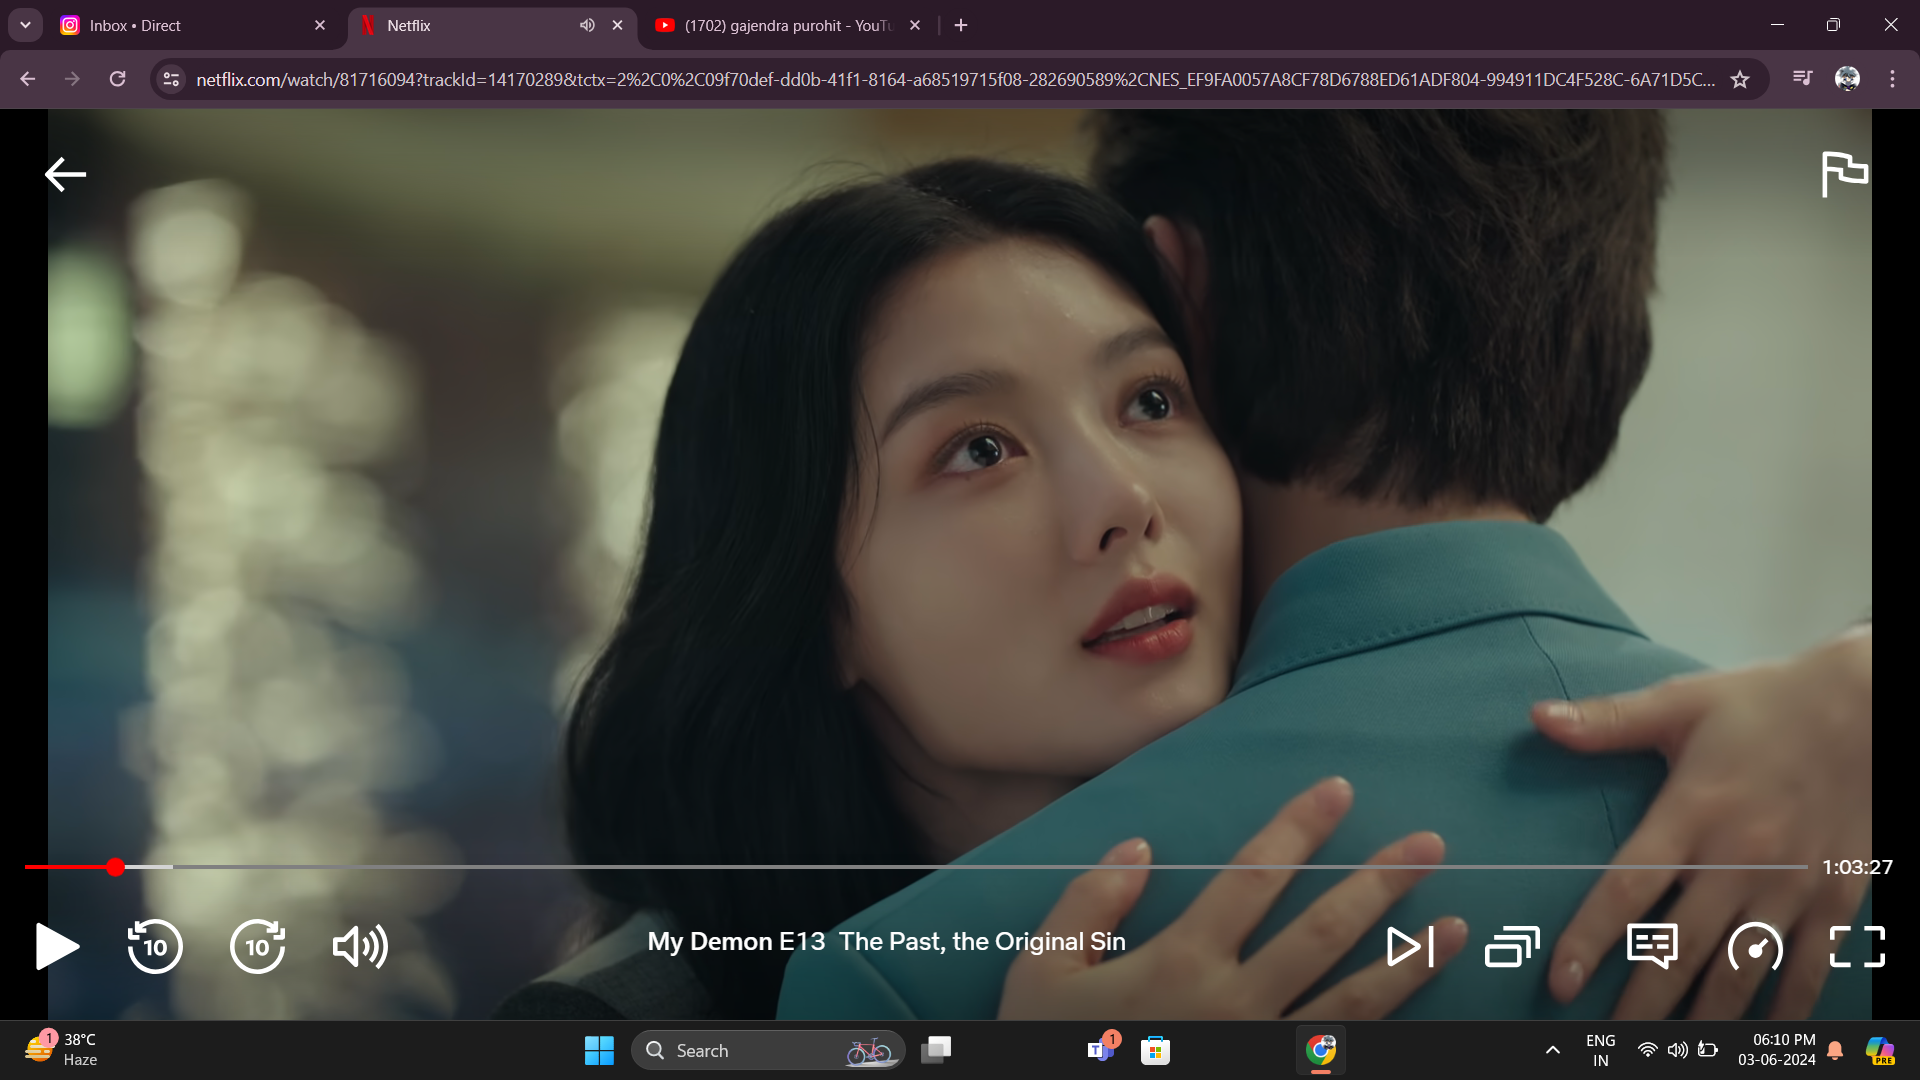 Inbox • Direct
Netflix
(1702) gajendra purohit - YouTu
netflix.com/watch/81716094?trackId=14170289&tctx=2%2C0%2C09f70def-dd0b-41f1-8164-a68519715f08-282690589%2CNES_EF9FA0057A8CF78D6788ED61ADF804-994911DC4F528C-6A71D5C...
1:03:27
10
10
My Demon E13 The Past, the Original Sin
1
38°C
Haze
Search
T
1
ENG
IN
06:10 PM
03-06-2024
PRE